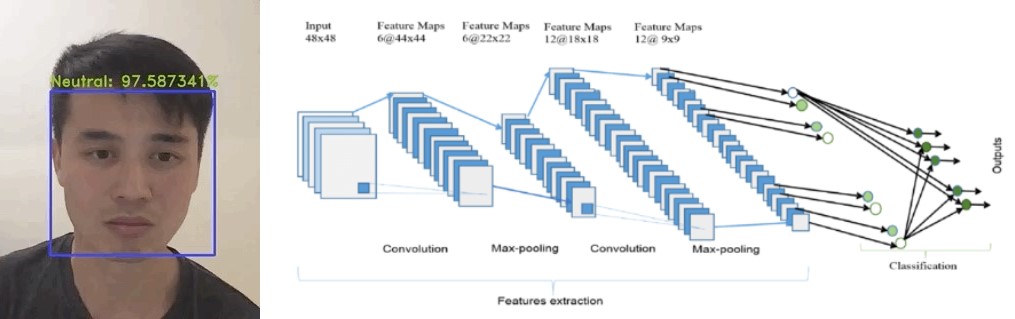 Neutral: 97.587341%
Input
48x48
Feature Maps
6@44x44
Feature Maps
6@22x22
Feature Maps
12@18x18
Feature Maps
12@ 9x9
Convolution
Max-pooling
Convolution
Max-pooling
Outputs
Classification
Features extraction